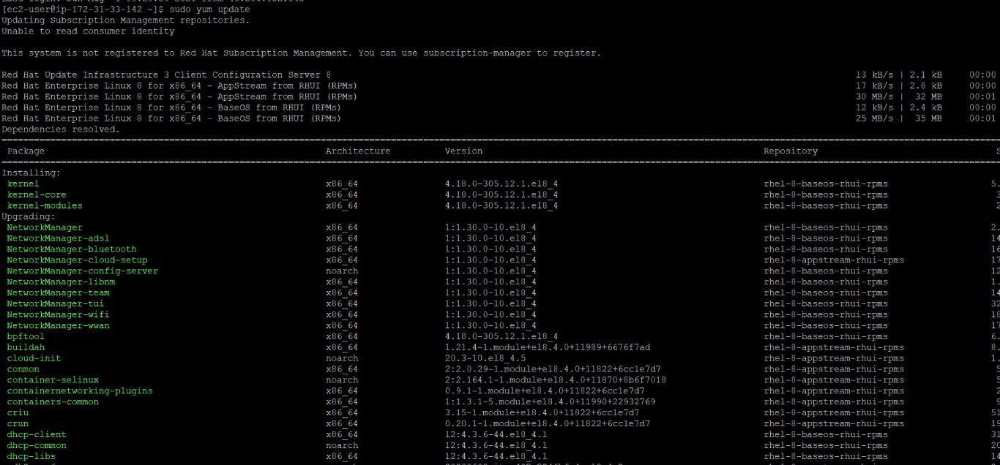 [ec2-user@ip-172-31-33-142 ~]$ sudo yum update
Updating Subscription Management repositories.
Unable to read consumer identity
This system is not registered to Red Hat Subscription Management. You can use subscription-manager to register.
Red Hat Update Infrastructure 3 Client Configuration Server 8 13 kB/s | 2.1 kB 00:00
Red Hat Enterprise Linux 8 for x86_64 - AppStream from RHUI (RPMs) 17 kB/s | 2.8 kB 00:00
Red Hat Enterprise Linux 8 for x86_64 - AppStream from RHUI (RPMs) 30 MB/s | 32 MB 00:01
Red Hat Enterprise Linux 8 for x86_64 - BaseOS from RHUI (RPMs) 12 kB/s | 2.4 kB 00:00
Red Hat Enterprise Linux 8 for x86_64 - BaseOS from RHUI (RPMs) 25 MB/s | 35 MB 00:01
Dependencies resolved.
Package Architecture Version Repository S
Installing:
kernel x86_64 4.18.0-305.12.1.el8_4 rhel-8-baseos-rhui-rpms 5.
kernel-core x86_64 4.18.0-305.12.1.el8_4 rhel-8-baseos-rhui-rpms 3
kernel-modules x86_64 4.18.0-305.12.1.el8_4 rhel-8-baseos-rhui-rpms 2
Upgrading:
NetworkManager x86_64 1:1.30.0-10.el8_4 rhel-8-baseos-rhui-rpms 2.
NetworkManager-adsl x86_64 1:1.30.0-10.el8_4 rhel-8-baseos-rhui-rpms 14
NetworkManager-bluetooth x86_64 1:1.30.0-10.el8_4 rhel-8-baseos-rhui-rpms 16
NetworkManager-cloud-setup x86_64 1:1.30.0-10.el8_4 rhel-8-appstream-rhui-rpms 17
NetworkManager-config-server noarch 1:1.30.0-10.el8_4 rhel-8-baseos-rhui-rpms 12
NetworkManager-libnm x86_64 1:1.30.0-10.el8_4 rhel-8-baseos-rhui-rpms 1.
NetworkManager-team x86_64 1:1.30.0-10.el8_4 rhel-8-baseos-rhui-rpms 14
NetworkManager-tui x86_64 1:1.30.0-10.el8_4 rhel-8-baseos-rhui-rpms 32
NetworkManager-wifi x86_64 1:1.30.0-10.el8_4 rhel-8-baseos-rhui-rpms 18
NetworkManager-wwan x86_64 1:1.30.0-10.el8_4 rhel-8-baseos-rhui-rpms 17
bpftool x86_64 4.18.0-305.12.1.el8_4 rhel-8-baseos-rhui-rpms 6.
buildah x86_64 1.21.4-1.module+el8.4.0+11989+6676f7ad rhel-8-appstream-rhui-rpms 8.
cloud-init noarch 20.3-10.el8_4.5 rhel-8-appstream-rhui-rpms 1.
conmon x86_64 2:2.0.29-1.module+el8.4.0+11822+6cc1e7d7 rhel-8-appstream-rhui-rpms 5
container-selinux noarch 2:2.164.1-1.module+el8.4.0+11870+8b6f7018 rhel-8-appstream-rhui-rpms 5
containernetworking-plugins x86_64 0.9.1-1.module+el8.4.0+11822+6cc1e7d7 rhel-8-appstream-rhui-rpms 2
containers-common x86_64 1:1.3.1-5.module+el8.4.0+11990+22932769 rhel-8-appstream-rhui-rpms 9
criu x86_64 3.15-1.module+el8.4.0+11822+6cc1e7d7 rhel-8-appstream-rhui-rpms 51
crun x86_64 0.20.1-1.module+el8.4.0+11822+6cc1e7d7 rhel-8-appstream-rhui-rpms 19
dhcp-client x86_64 12:4.3.6-44.el8_4.1 rhel-8-baseos-rhui-rpms 31
dhcp-common noarch 12:4.3.6-44.el8_4.1 rhel-8-baseos-rhui-rpms 20
dhcp-libs x86_64 12:4.3.6-44.el8_4.1 rhel-8-baseos-rhui-rpms 14